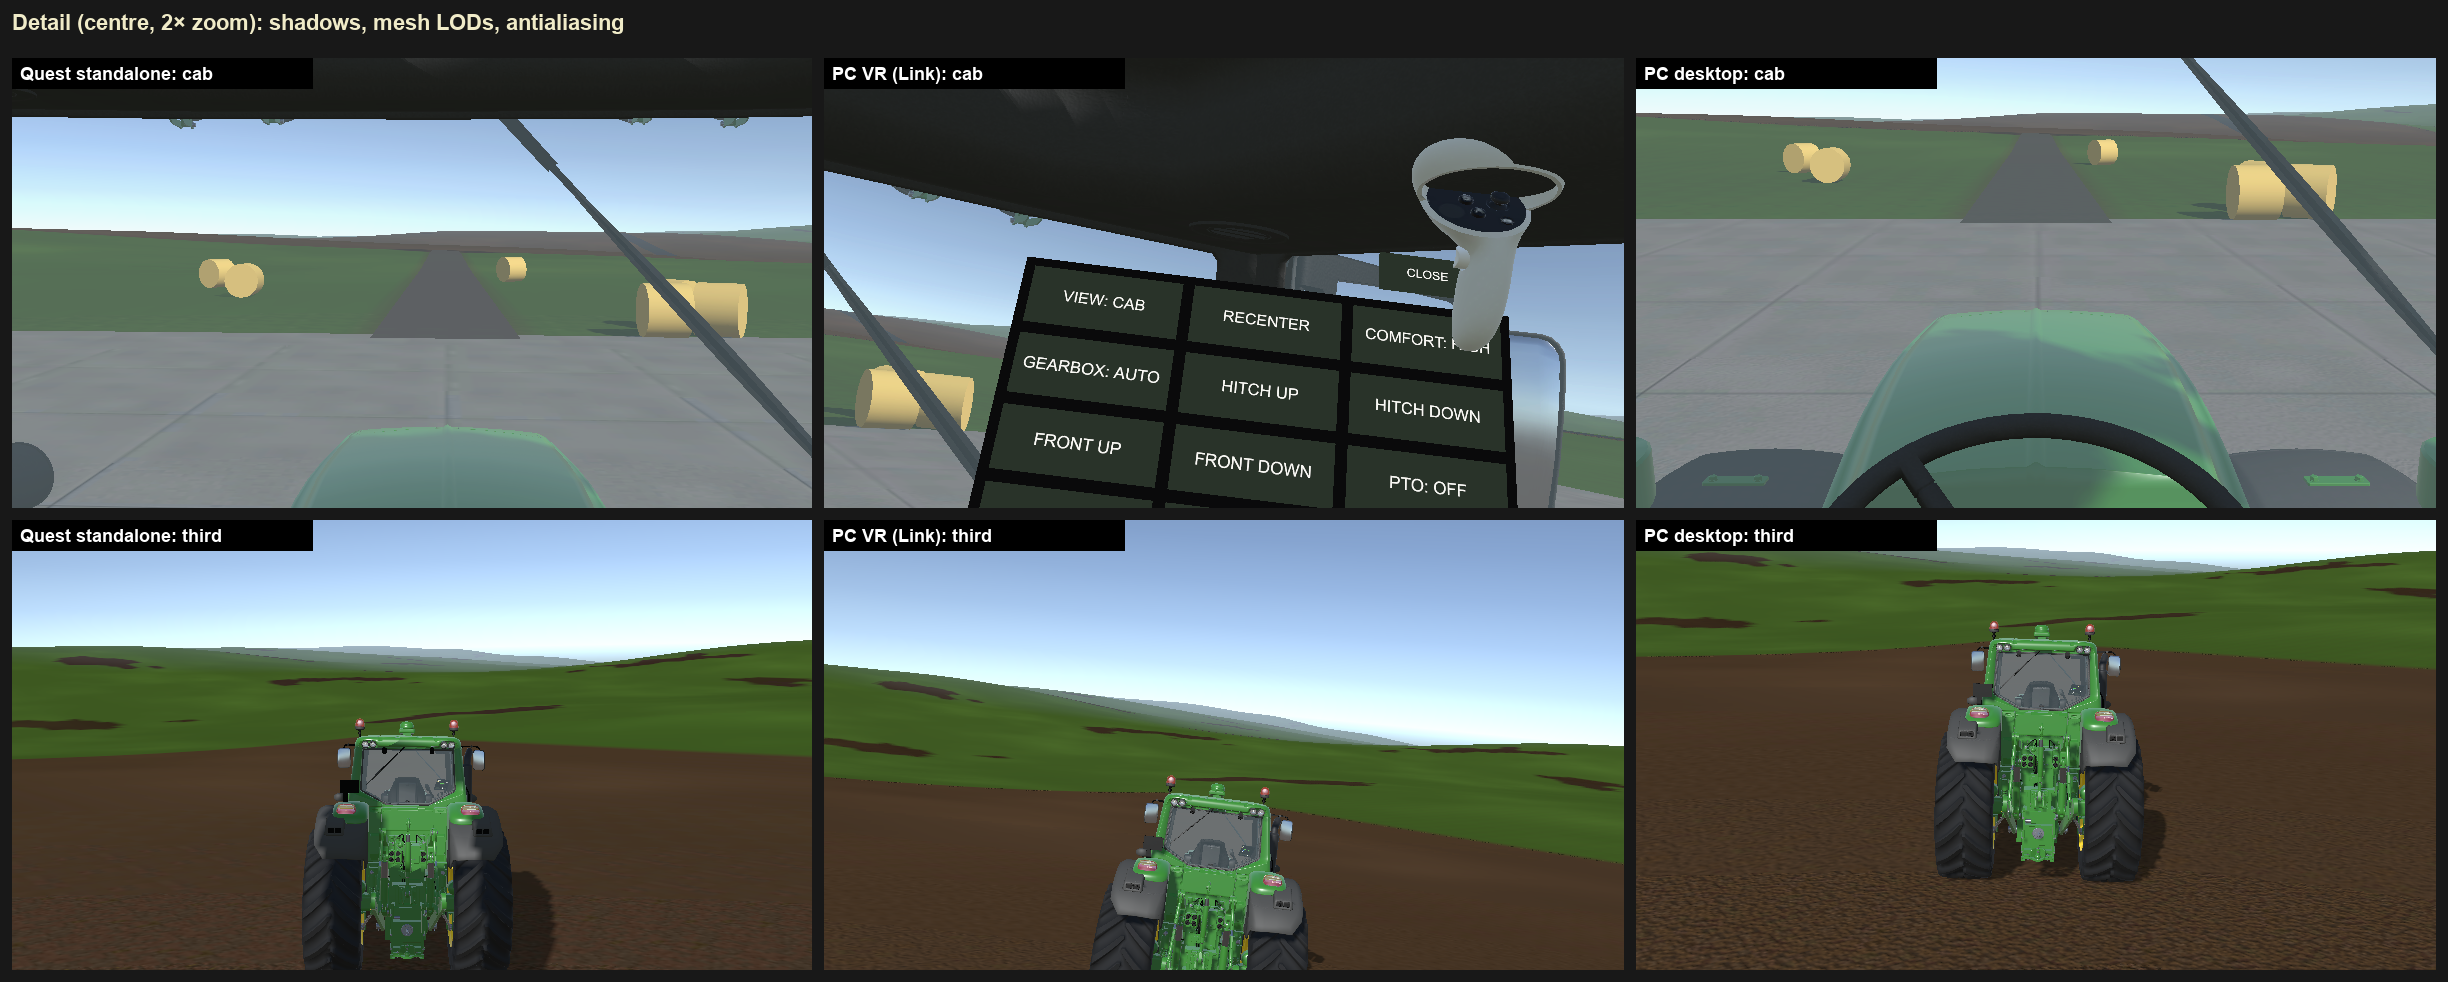 Detail (centre, 2× zoom): shadows, mesh LODs, antialiasing
Quest standalone: cab
PC VR (Link): cab
PC desktop: cab
CLOSE
VIEW: CAB
RECENTER
COMFORT:
GEARBOX: AUTO
HITCH UP
HITCH DOWN
FRONT UP
FRONT DOWN
PTO: OFF
Quest standalone: third
PC VR (Link): third
PC desktop: third